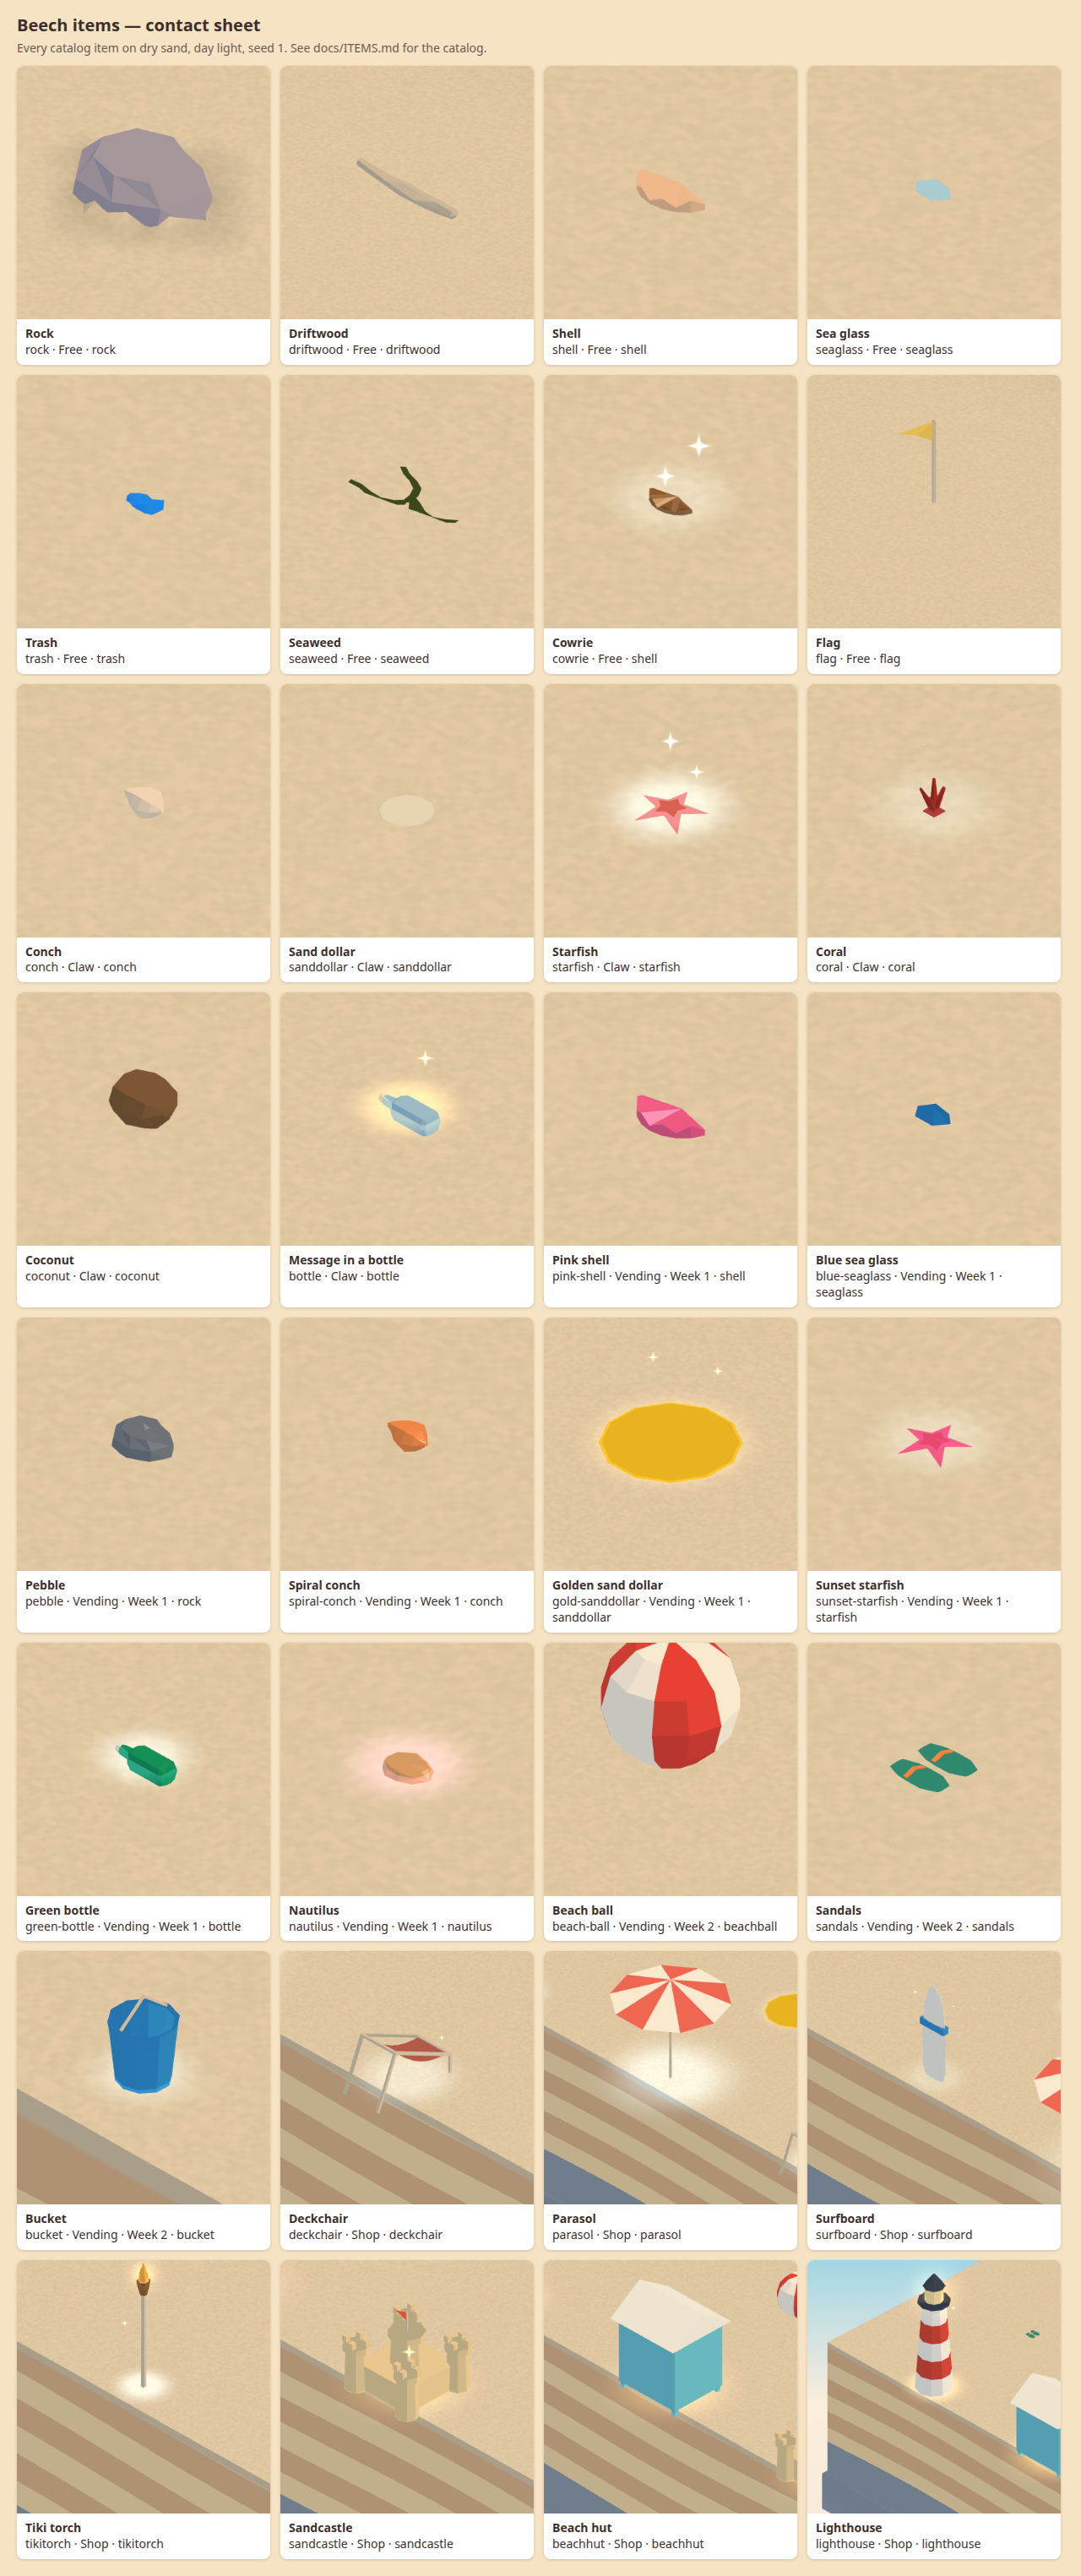 Beech items — contact sheet
Every catalog item on dry sand, day light, seed 1. See docs/ITEMS.md for the catalog.
Rock
rock · Free · rock
Driftwood
driftwood · Free · driftwood
Shell
shell · Free · shell
Sea glass
seaglass · Free · seaglass
Trash
trash · Free · trash
Seaweed
seaweed · Free · seaweed
Cowrie
cowrie · Free · shell
Flag
flag · Free · flag
Conch
conch · Claw · conch
Sand dollar
sanddollar · Claw · sanddollar
Starfish
starfish · Claw · starfish
Coral
coral · Claw · coral
Coconut
coconut · Claw · coconut
Message in a bottle
bottle · Claw · bottle
Pink shell
pink-shell · Vending · Week 1 · shell
Blue sea glass
blue-seaglass · Vending · Week 1 ·
seaglass
Pebble
pebble · Vending · Week 1 · rock
Spiral conch
spiral-conch · Vending · Week 1 · conch
Golden sand dollar
gold-sanddollar · Vending · Week 1 ·
sanddollar
Sunset starfish
sunset-starfish · Vending · Week 1 ·
starfish
Green bottle
green-bottle · Vending · Week 1 · bottle
Nautilus
nautilus · Vending · Week 1 · nautilus
Beach ball
beach-ball · Vending · Week 2 · beachball
Sandals
sandals · Vending · Week 2 · sandals
Bucket
bucket · Vending · Week 2 · bucket
Deckchair
deckchair · Shop · deckchair
Parasol
parasol · Shop · parasol
Surfboard
surfboard · Shop · surfboard
Tiki torch
tikitorch · Shop · tikitorch
Sandcastle
sandcastle · Shop · sandcastle
Beach hut
beachhut · Shop · beachhut
Lighthouse
lighthouse · Shop · lighthouse